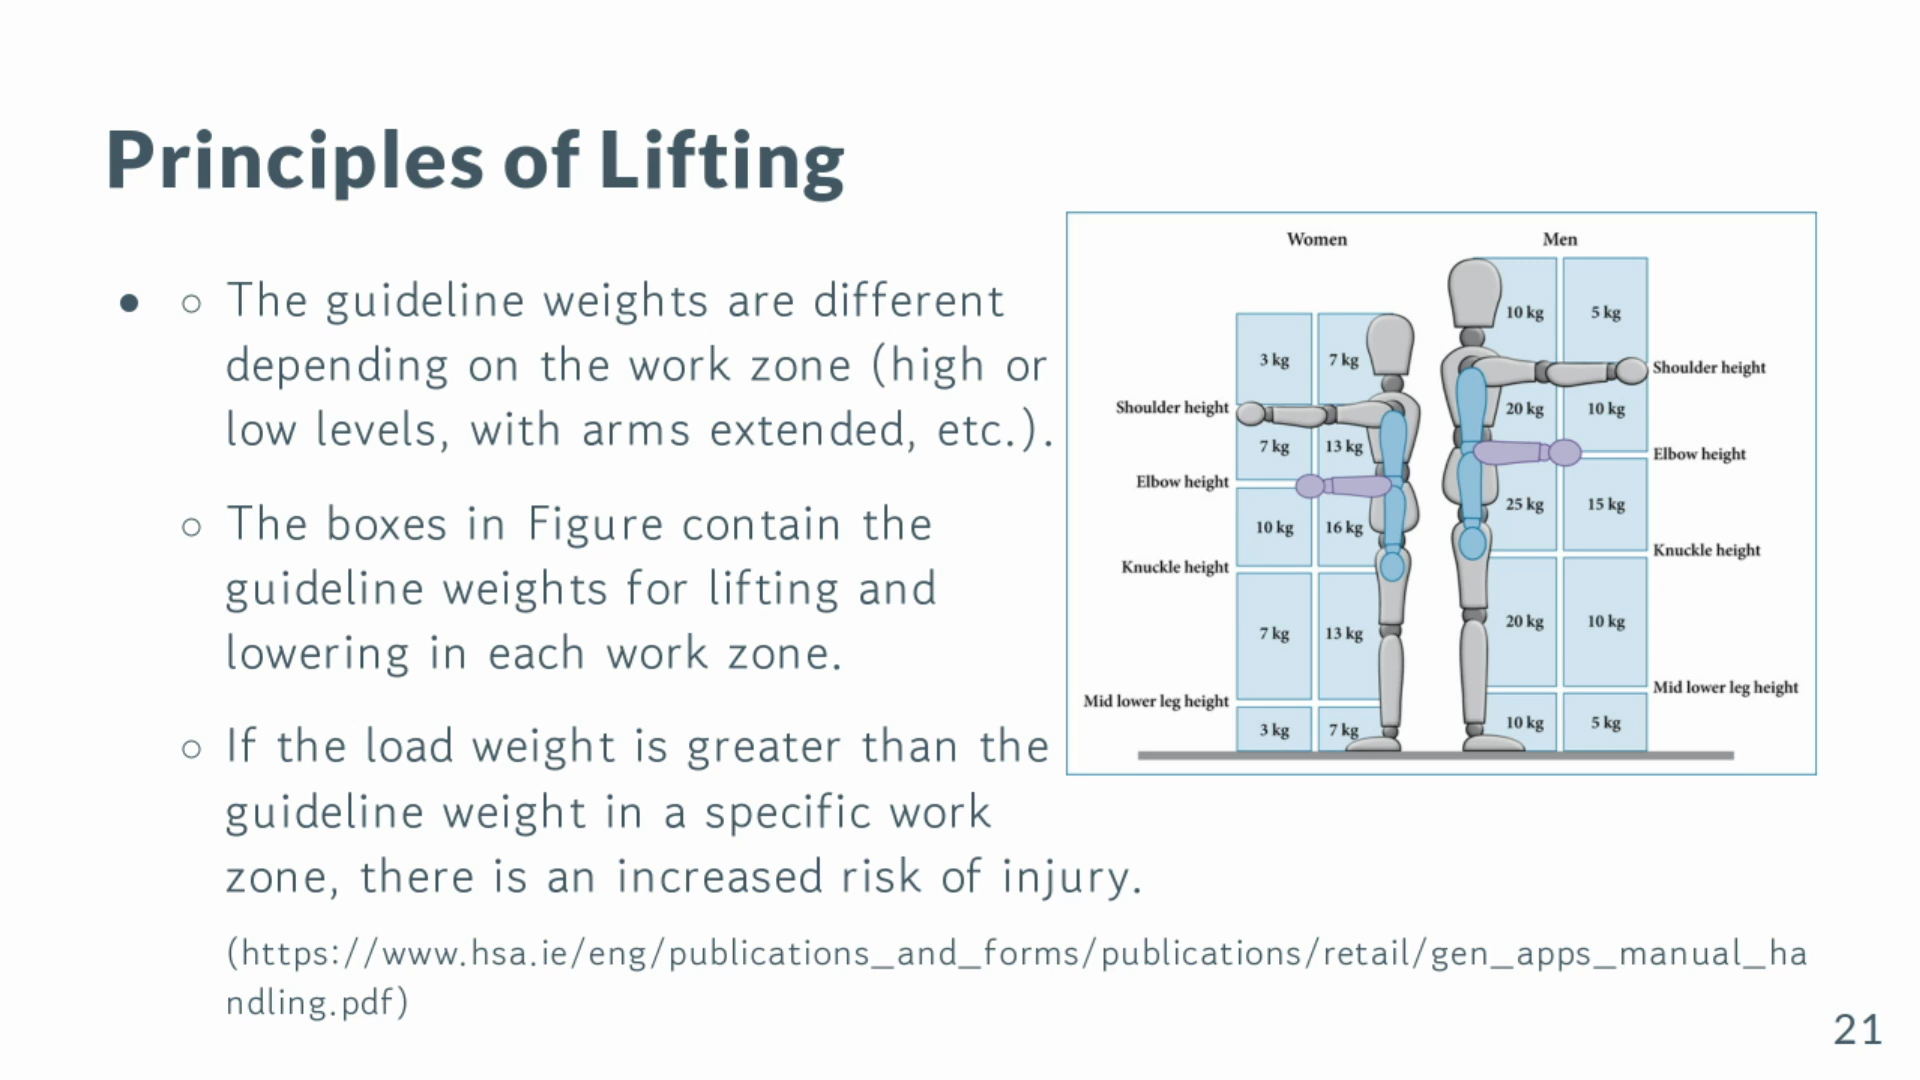 Principles of Lifting
The guideline weights are different
depending on the work zone (high or
low levels, with arms extended, etc.).
The boxes in Figure contain the
guideline weights for lifting and
lowering in each work zone.
If the load weight is greater than the
guideline weight in a specific work
zone, there is an increased risk of injury.
(https://www.hsa.ie/eng/publications_and_forms/publications/retail/gen_apps_manual_ha
ndling.pdf)
Women
Men
10 kg
5 kg
3 kg
7 kg
Shoulder height
Shoulder height
20 kg
10 kg
7 kg
13 kg
Elbow height
Elbow height
25 kg
15 kg
10 kg
16 kg
Knuckle height
Knuckle height
20 kg
10 kg
7 kg
13 kg
Mid lower leg height
Mid lower leg height
10 kg
5 kg
3 kg
7 kg
21